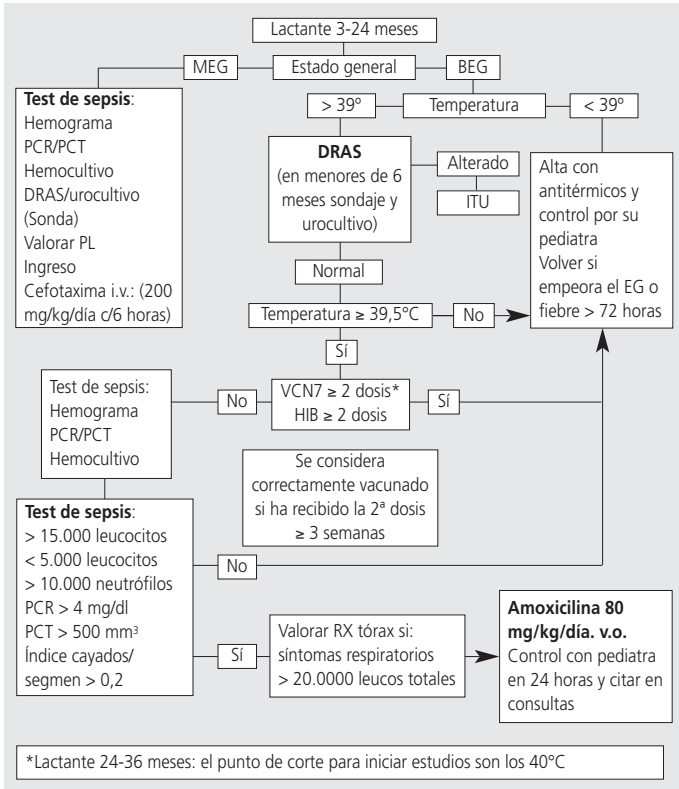 Lactante 3-24 meses
MEG
Estado general
BEG
Test de sepsis:
Hemograma
PCR/PCT
Hemocultivo
DRAS/urocultivo
(Sonda)
Valorar PL
Ingreso
Cefotaxima i.v.: (200
mg/kg/día c/6 horas)
> 39º
Temperatura
< 39º
DRAS
(en menores de 6
meses sondaje y
urocultivo)
Alterado
ITU
Alta con
antitérmicos y
control por su
pediatra
Volver si
empeora el EG o
fiebre > 72 horas
Normal
Temperatura ≥ 39,5ºC
No
Sí
Test de sepsis:
Hemograma
PCR/PCT
Hemocultivo
No
VCN7 ≥ 2 dosis*
HIB ≥ 2 dosis
Sí
Se considera
correctamente vacunado
si ha recibido la 2ª dosis
≥ 3 semanas
Test de sepsis:
> 15.000 leucocitos
< 5.000 leucocitos
> 10.000 neutrófilos
PCR > 4 mg/dl
PCT > 500 mm³
Índice cayados/
segmen > 0,2
No
Sí
Valorar RX tórax si:
síntomas respiratorios
> 20.0000 leucos totales
Amoxicilina 80
mg/kg/día. v.o.
Control con pediatra
en 24 horas y citar en
consultas
*Lactante 24-36 meses: el punto de corte para iniciar estudios son los 40ºC